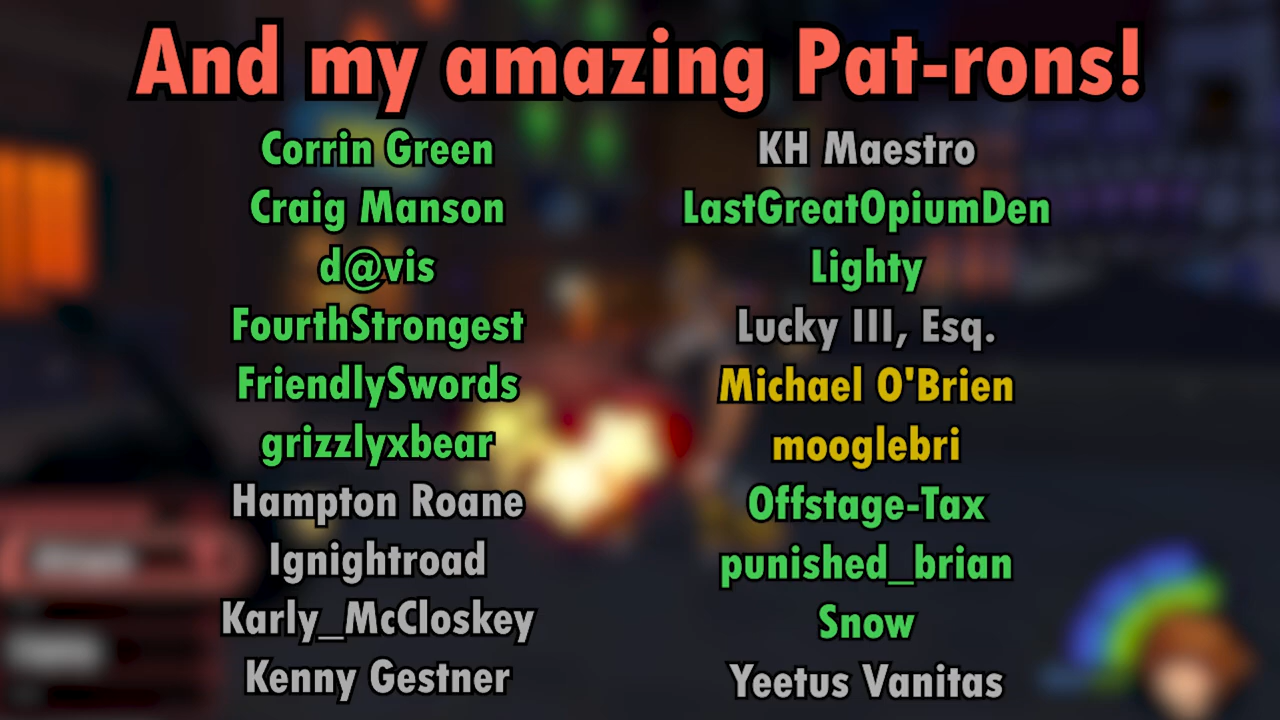 And my amazing Pat-rons!
Corrin Green
Craig Manson
d@vis
FourthStrongest
FriendlySwords
grizzlyxbear
Hampton Roane
Ignightroad
Karly_McCloskey
Kenny Gestner
KH Maestro
LastGreatOpiumDen
Lighty
Lucky III, Esq.
Michael O'Brien
mooglebri
Offstage-Tax
punished_brian
Snow
Yeetus Vanitas